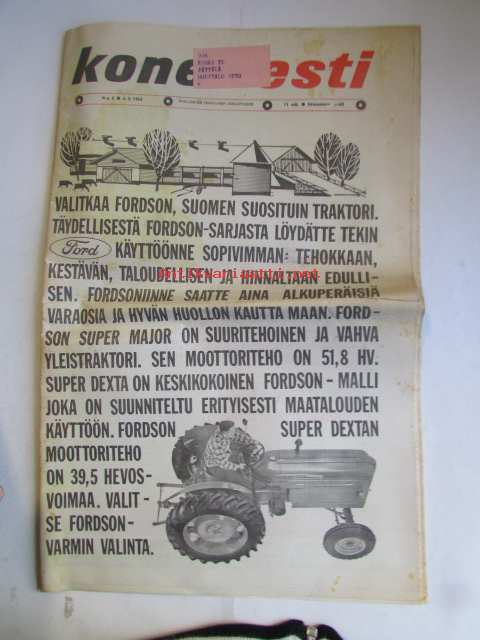 koneviesti
VALITKAA FORDSON, SUOMEN SUOSITUIN TRAKTORI.
TÄYDELLISESTÄ FORDSON-SARJASTA LÖYDÄTTE TEKIN
Ford KÄYTTÖÖNNE SOPIVIMMAN: TEHOKKAAN,
KESTÄVÄN, TALOUDELLISEN JA HINNALTAAN EDULLI-
SEN. FORDSONIINNE SAATTE AINA ALKUPERÄISIÄ
VARAOSIA JA HYVÄN HUOLLON KAUTTA MAAN. FORD-
SON SUPER MAJOR ON SUURITEHOINEN JA VAHVA
YLEISTRAKTORI. SEN MOOTTORITEHO ON 51,8 HV.
SUPER DEXTA ON KESKIKOKOINEN FORDSON-MALLI
JOKA ON SUUNNITELTU ERITYISESTI MAATALOUDEN
KÄYTTÖÖN. FORDSON SUPER DEXTAN
MOOTTORITEHO
ON 39,5 HEVOS-
VOIMAA. VALIT-
SE FORDSON-
VARMIN VALINTA.